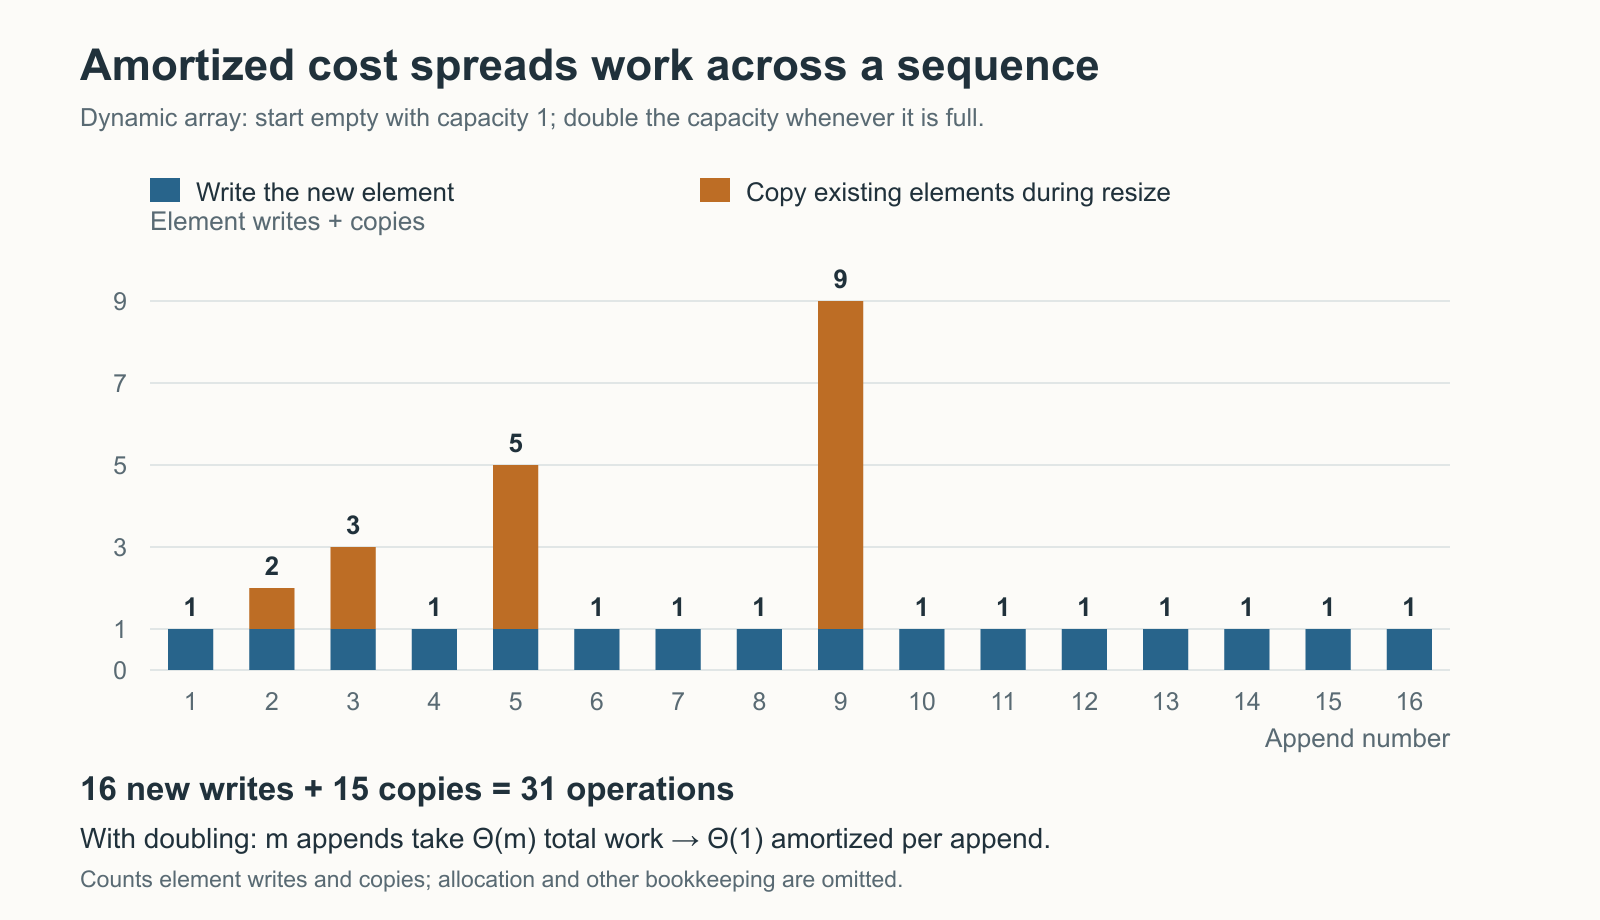 Amortized cost spreads work across a sequence
Dynamic array: start empty with capacity 1; double the capacity whenever it is full.
Write the new element
Copy existing elements during resize
Element writes + copies
9
7
5
3
1
0
1 2 3 1 5 1 1 1 9 1 1 1 1 1 1 1
1 2 3 4 5 6 7 8 9 10 11 12 13 14 15 16
Append number
16 new writes + 15 copies = 31 operations
With doubling: m appends take Θ(m) total work → Θ(1) amortized per append.
Counts element writes and copies; allocation and other bookkeeping are omitted.